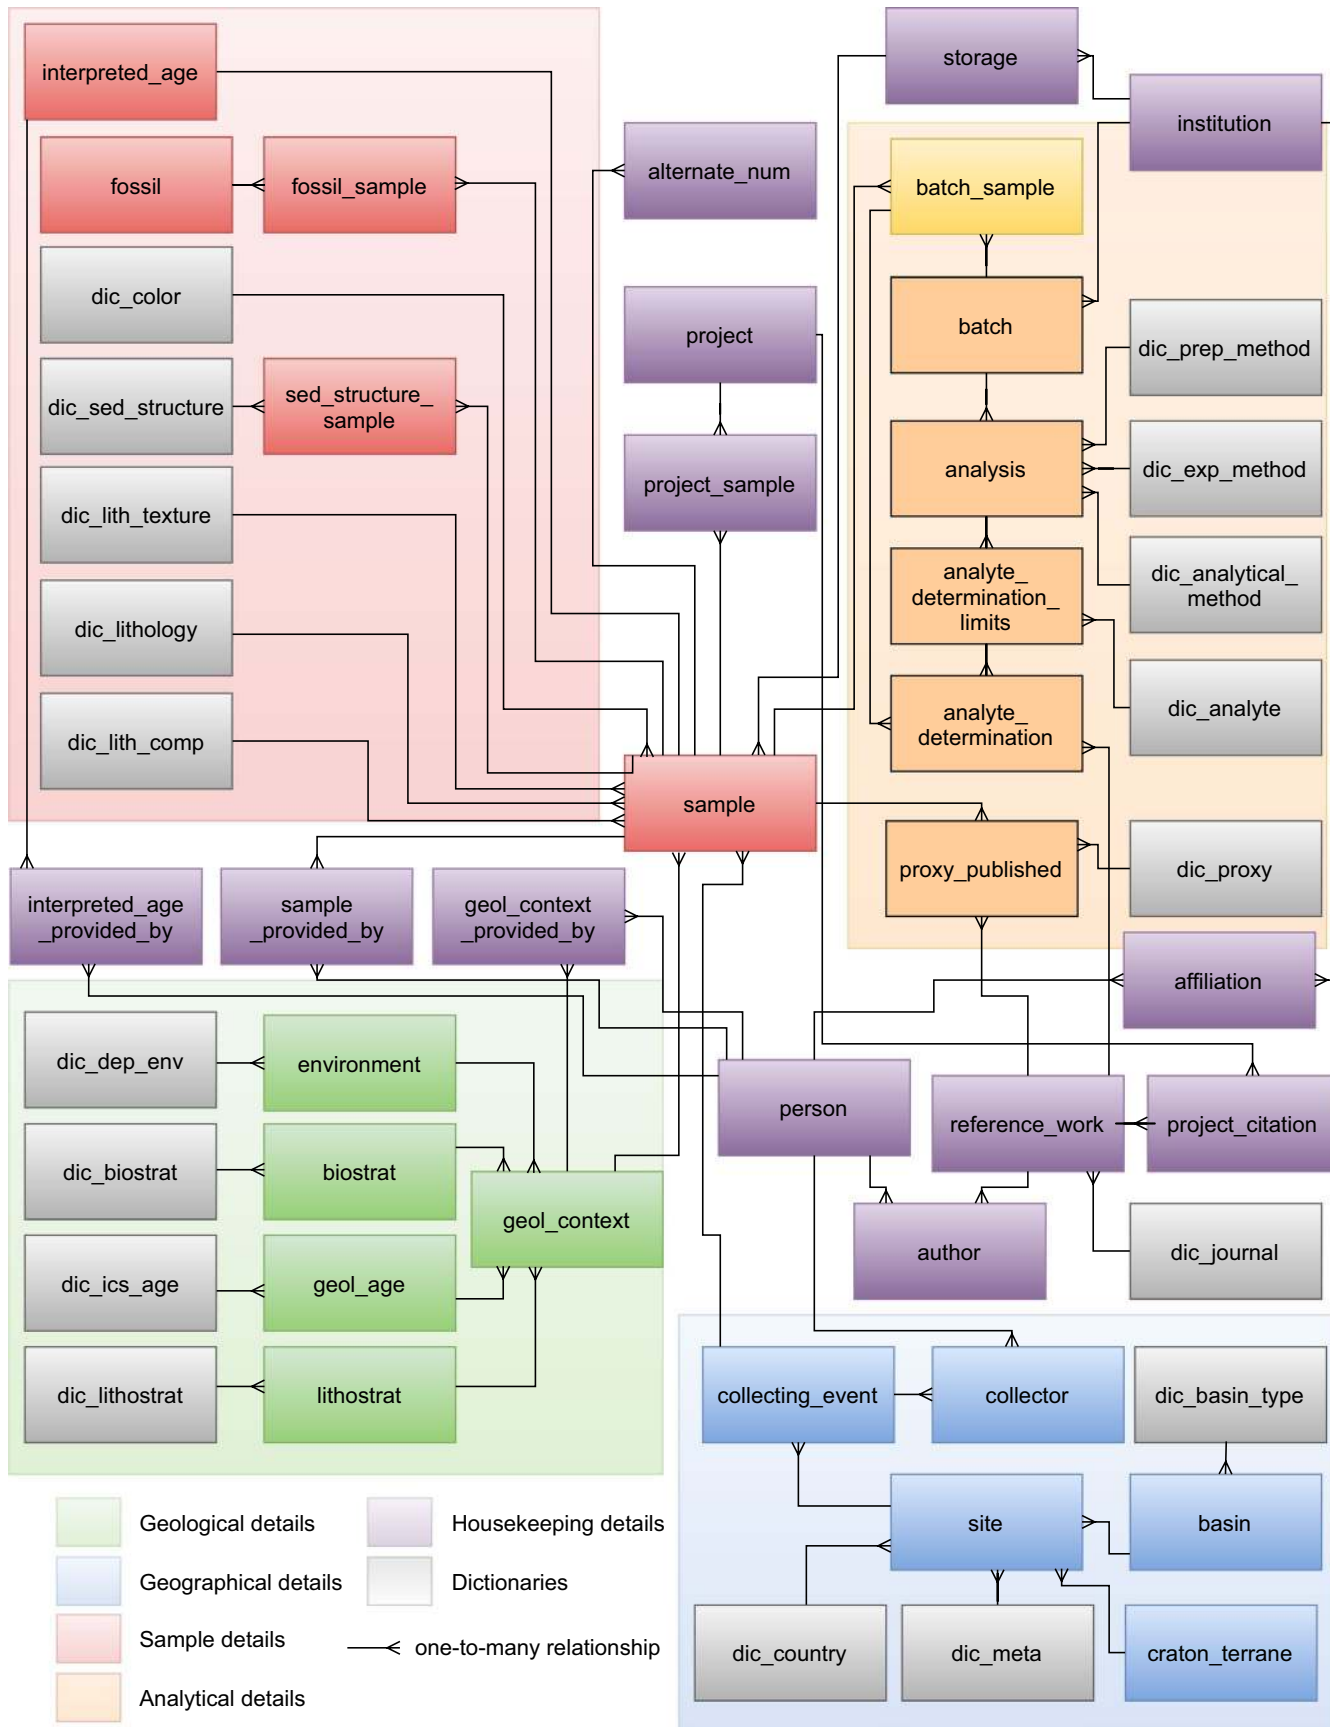 interpreted_age
storage
institution
fossil
fossil_sample
alternate_num
batch_sample
dic_color
project
batch
dic_prep_method
dic_sed_structure
sed_structure_
sample
project_sample
analysis
dic_exp_method
dic_lith_texture
analyte_
determination_
limits
dic_analytical_
method
dic_lithology
dic_lith_comp
analyte_
determination
dic_analyte
sample
proxy_published
dic_proxy
interpreted_age
_provided_by
sample
_provided_by
geol_context
_provided_by
affiliation
dic_dep_env
environment
person
reference_work
project_citation
dic_biostrat
biostrat
geol_context
author
dic_journal
dic_ics_age
geol_age
dic_lithostrat
lithostrat
collecting_event
collector
dic_basin_type
site
basin
dic_country
dic_meta
craton_terrane
Geological details
Housekeeping details
Geographical details
Dictionaries
Sample details
one-to-many relationship
Analytical details